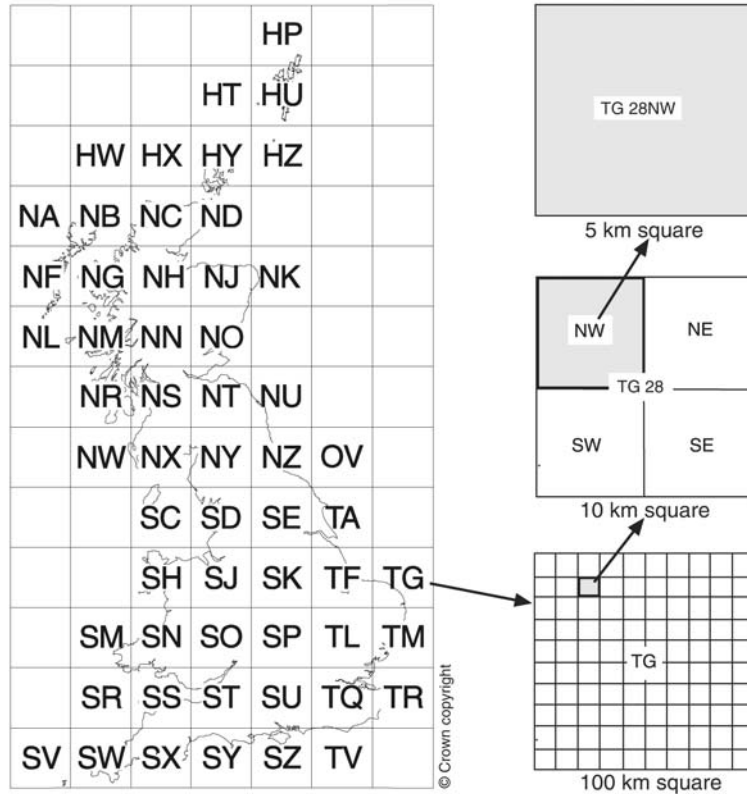 HP
HT HU
HW HX HY HZ
NA NB NC ND
NF NG NH NJ NK
NL NM NN NO
NR NS NT NU
NW NX NY NZ OV
SC SD SE TA
SH SJ SK TF TG
SM SN SO SP TL TM
SR SS ST SU TQ TR
SV SW SX SY SZ TV
© Crown copyright
TG 28NW
5 km square
NW NE
TG 28
SW SE
10 km square
TG
100 km square